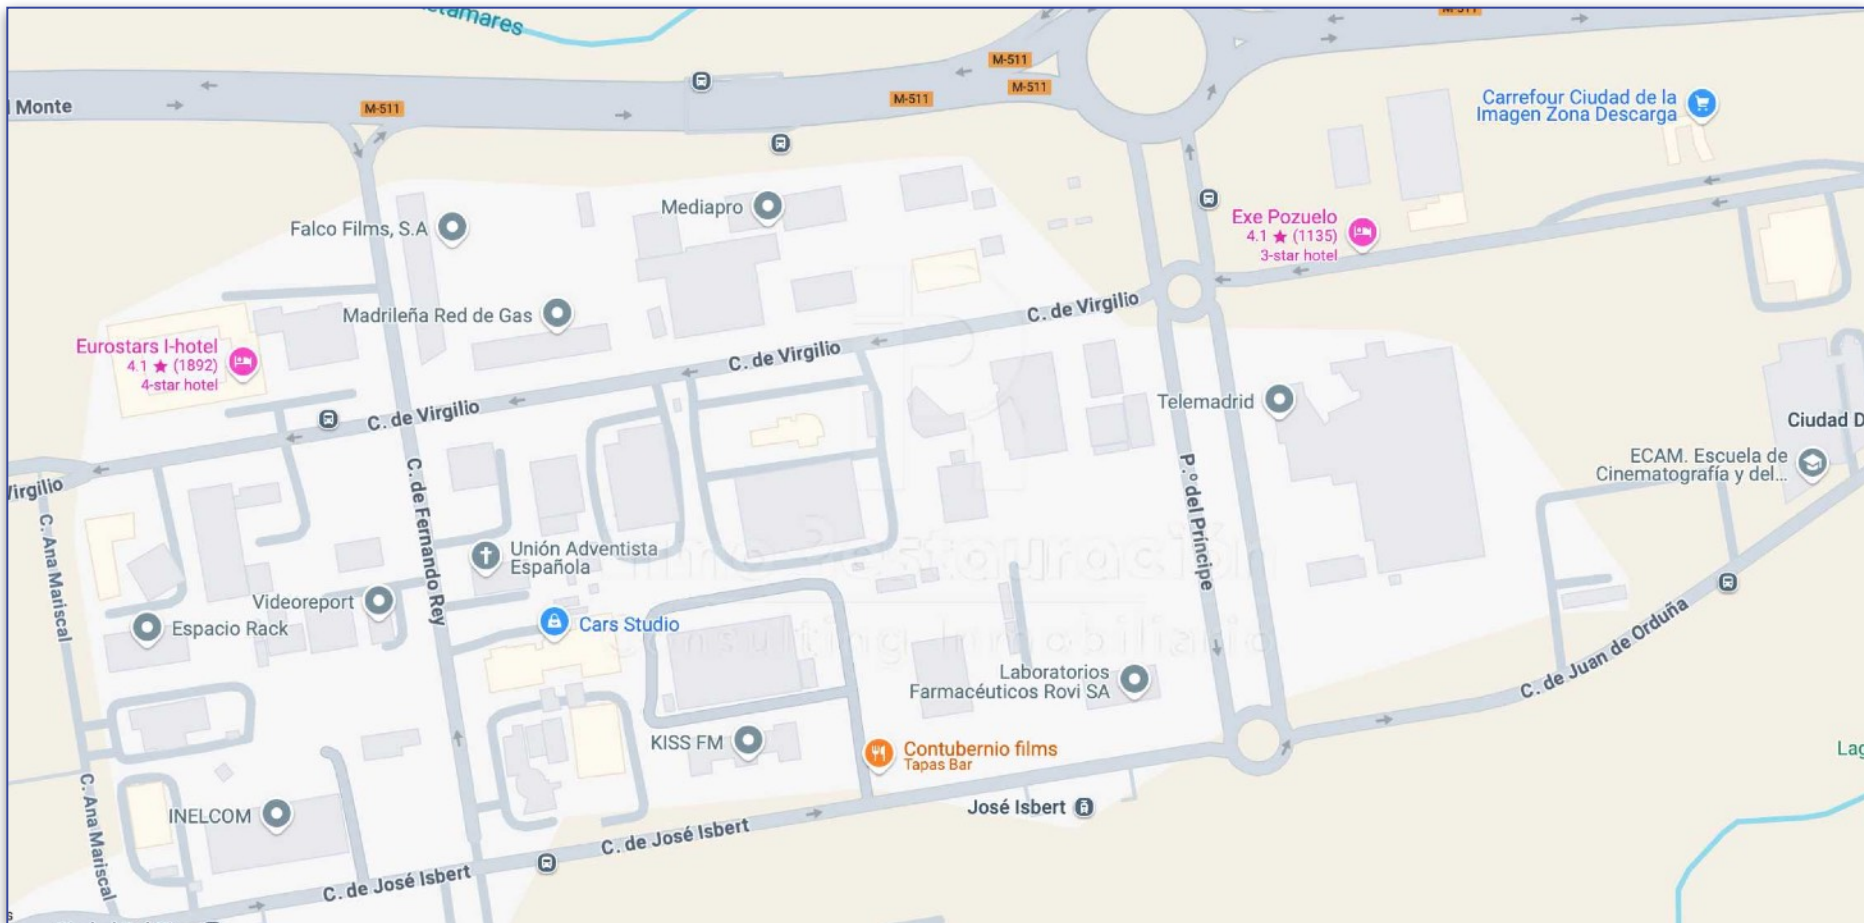 M-511
M-511
M-511
M-511
l Monte
M-511
Carrefour Ciudad de la
Imagen Zona Descarga
Mediapro
Falco Films, S.A
Exe Pozuelo
4.1 ★ (1135)
3-star hotel
Madrileña Red de Gas
C. de Virgilio
C. de Virgilio
Eurostars I-hotel
4.1 ★ (1892)
4-star hotel
C. de Virgilio
Telemadrid
Ciudad D
ECAM. Escuela de
Cinematografía y del...
Virgilio
C. Ana Mariscal
C. de Fernando Rey
P.º del Príncipe
Unión Adventista
Española
InmoRestauración
Consulting Inmobiliario
Videoreport
Espacio Rack
Cars Studio
C. de Juan de Orduña
Laboratorios
Farmacéuticos Rovi SA
KISS FM
Contubernio films
Tapas Bar
Lag
C. Ana Mariscal
INELCOM
José Isbert
C. de José Isbert
C. de José Isbert